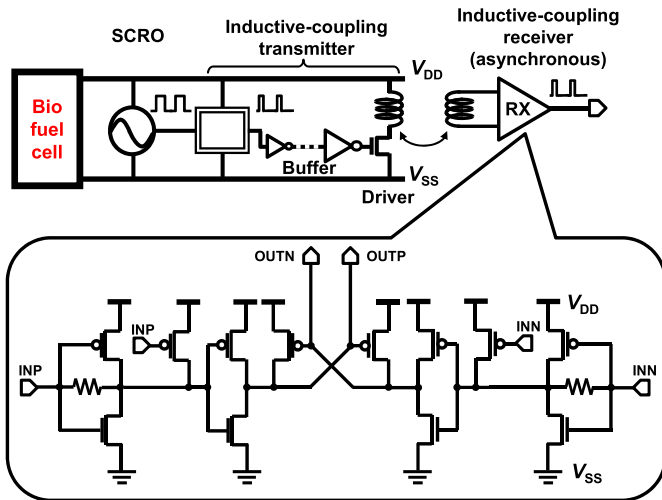 SCRO
Inductive-coupling
transmitter
Inductive-coupling
receiver
(asynchronous)
VDD
Bio
fuel
cell
RX
Buffer
VSS
Driver
OUTN
OUTP
INP
INP
INN
VDD
INN
VSS